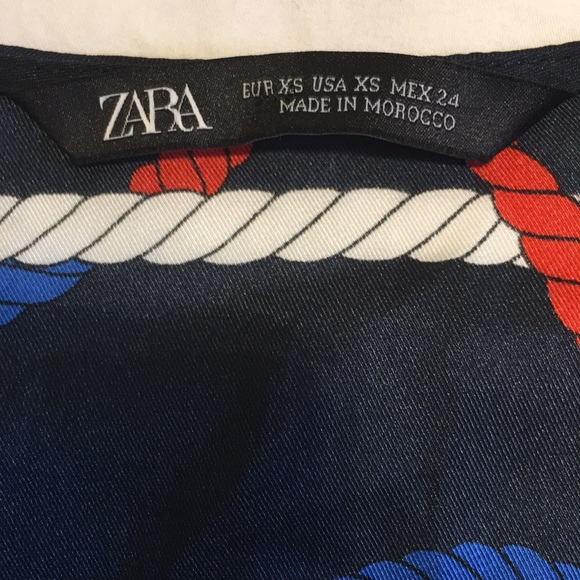 ZARA
EUR XS USA XS MEX 24
MADE IN MOROCCO